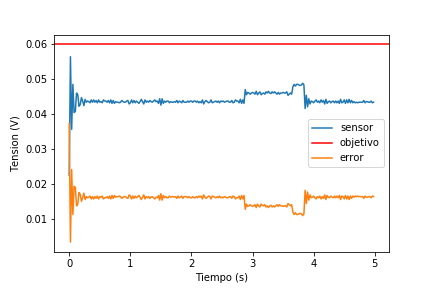 0.06
0.05
0.04
0.03
0.02
0.01
Tension (V)
sensor
objetivo
error
0 1 2 3 4 5
Tiempo (s)